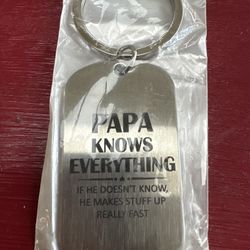 PAPA
KNOWS
EVERYTHING
IF HE DOESN'T KNOW,
HE MAKES STUFF UP
REALLY FAST